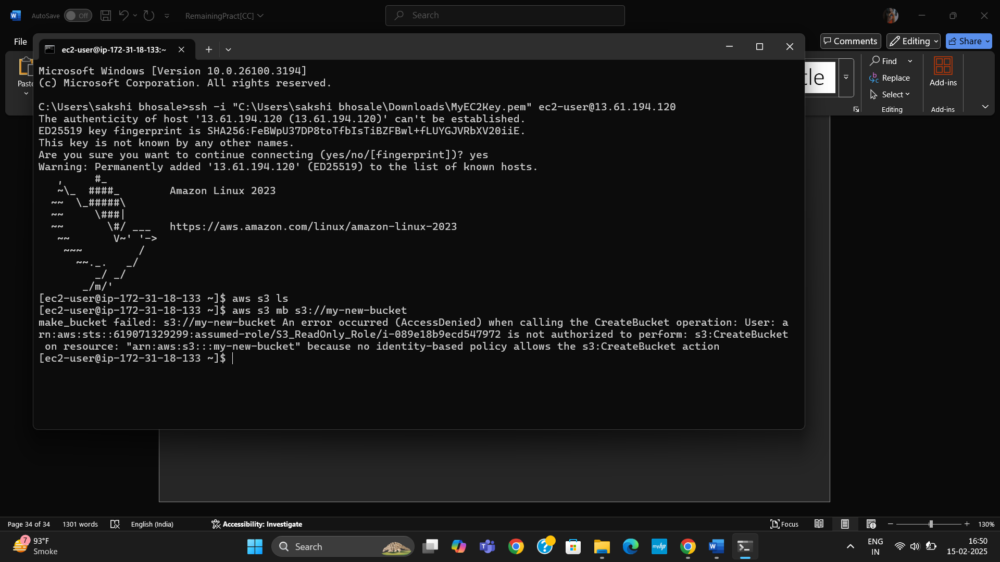 AutoSave Off RemainingPract[CC] Search
File Comments Editing Share
ec2-user@ip-172-31-18-133:~
Paste
Find
Replace
Select
Editing
Add-ins
Add-ins
Microsoft Windows [Version 10.0.26100.3194]
(c) Microsoft Corporation. All rights reserved.
C:\Users\sakshi bhosale>ssh -i "C:\Users\sakshi bhosale\Downloads\MyEC2Key.pem" ec2-user@13.61.194.120
The authenticity of host '13.61.194.120 (13.61.194.120)' can't be established.
ED25519 key fingerprint is SHA256:FeBWpU37DP8toTfbIsTiBZFBwl+fLUYGJVRbXV20iiE.
This key is not known by any other names.
Are you sure you want to continue connecting (yes/no/[fingerprint])? yes
Warning: Permanently added '13.61.194.120' (ED25519) to the list of known hosts.
   ,     #_
   ~\_  ####_        Amazon Linux 2023
  ~~  \_#####\
  ~~     \###|
  ~~       \#/ ___   https://aws.amazon.com/linux/amazon-linux-2023
   ~~       V~' '->
    ~~~         /
      ~~._.   _/
         _/ _/
       _/m/'
[ec2-user@ip-172-31-18-133 ~]$ aws s3 ls
[ec2-user@ip-172-31-18-133 ~]$ aws s3 mb s3://my-new-bucket
make_bucket failed: s3://my-new-bucket An error occurred (AccessDenied) when calling the CreateBucket operation: User: a
rn:aws:sts::619071329299:assumed-role/S3_ReadOnly_Role/i-089e18b9ecd547972 is not authorized to perform: s3:CreateBucket
 on resource: "arn:aws:s3:::my-new-bucket" because no identity-based policy allows the s3:CreateBucket action
[ec2-user@ip-172-31-18-133 ~]$
Page 34 of 34 1301 words English (India) Accessibility: Investigate Focus 130%
7 93°F
Smoke
Search
myhp
ENG
IN
16:50
15-02-2025